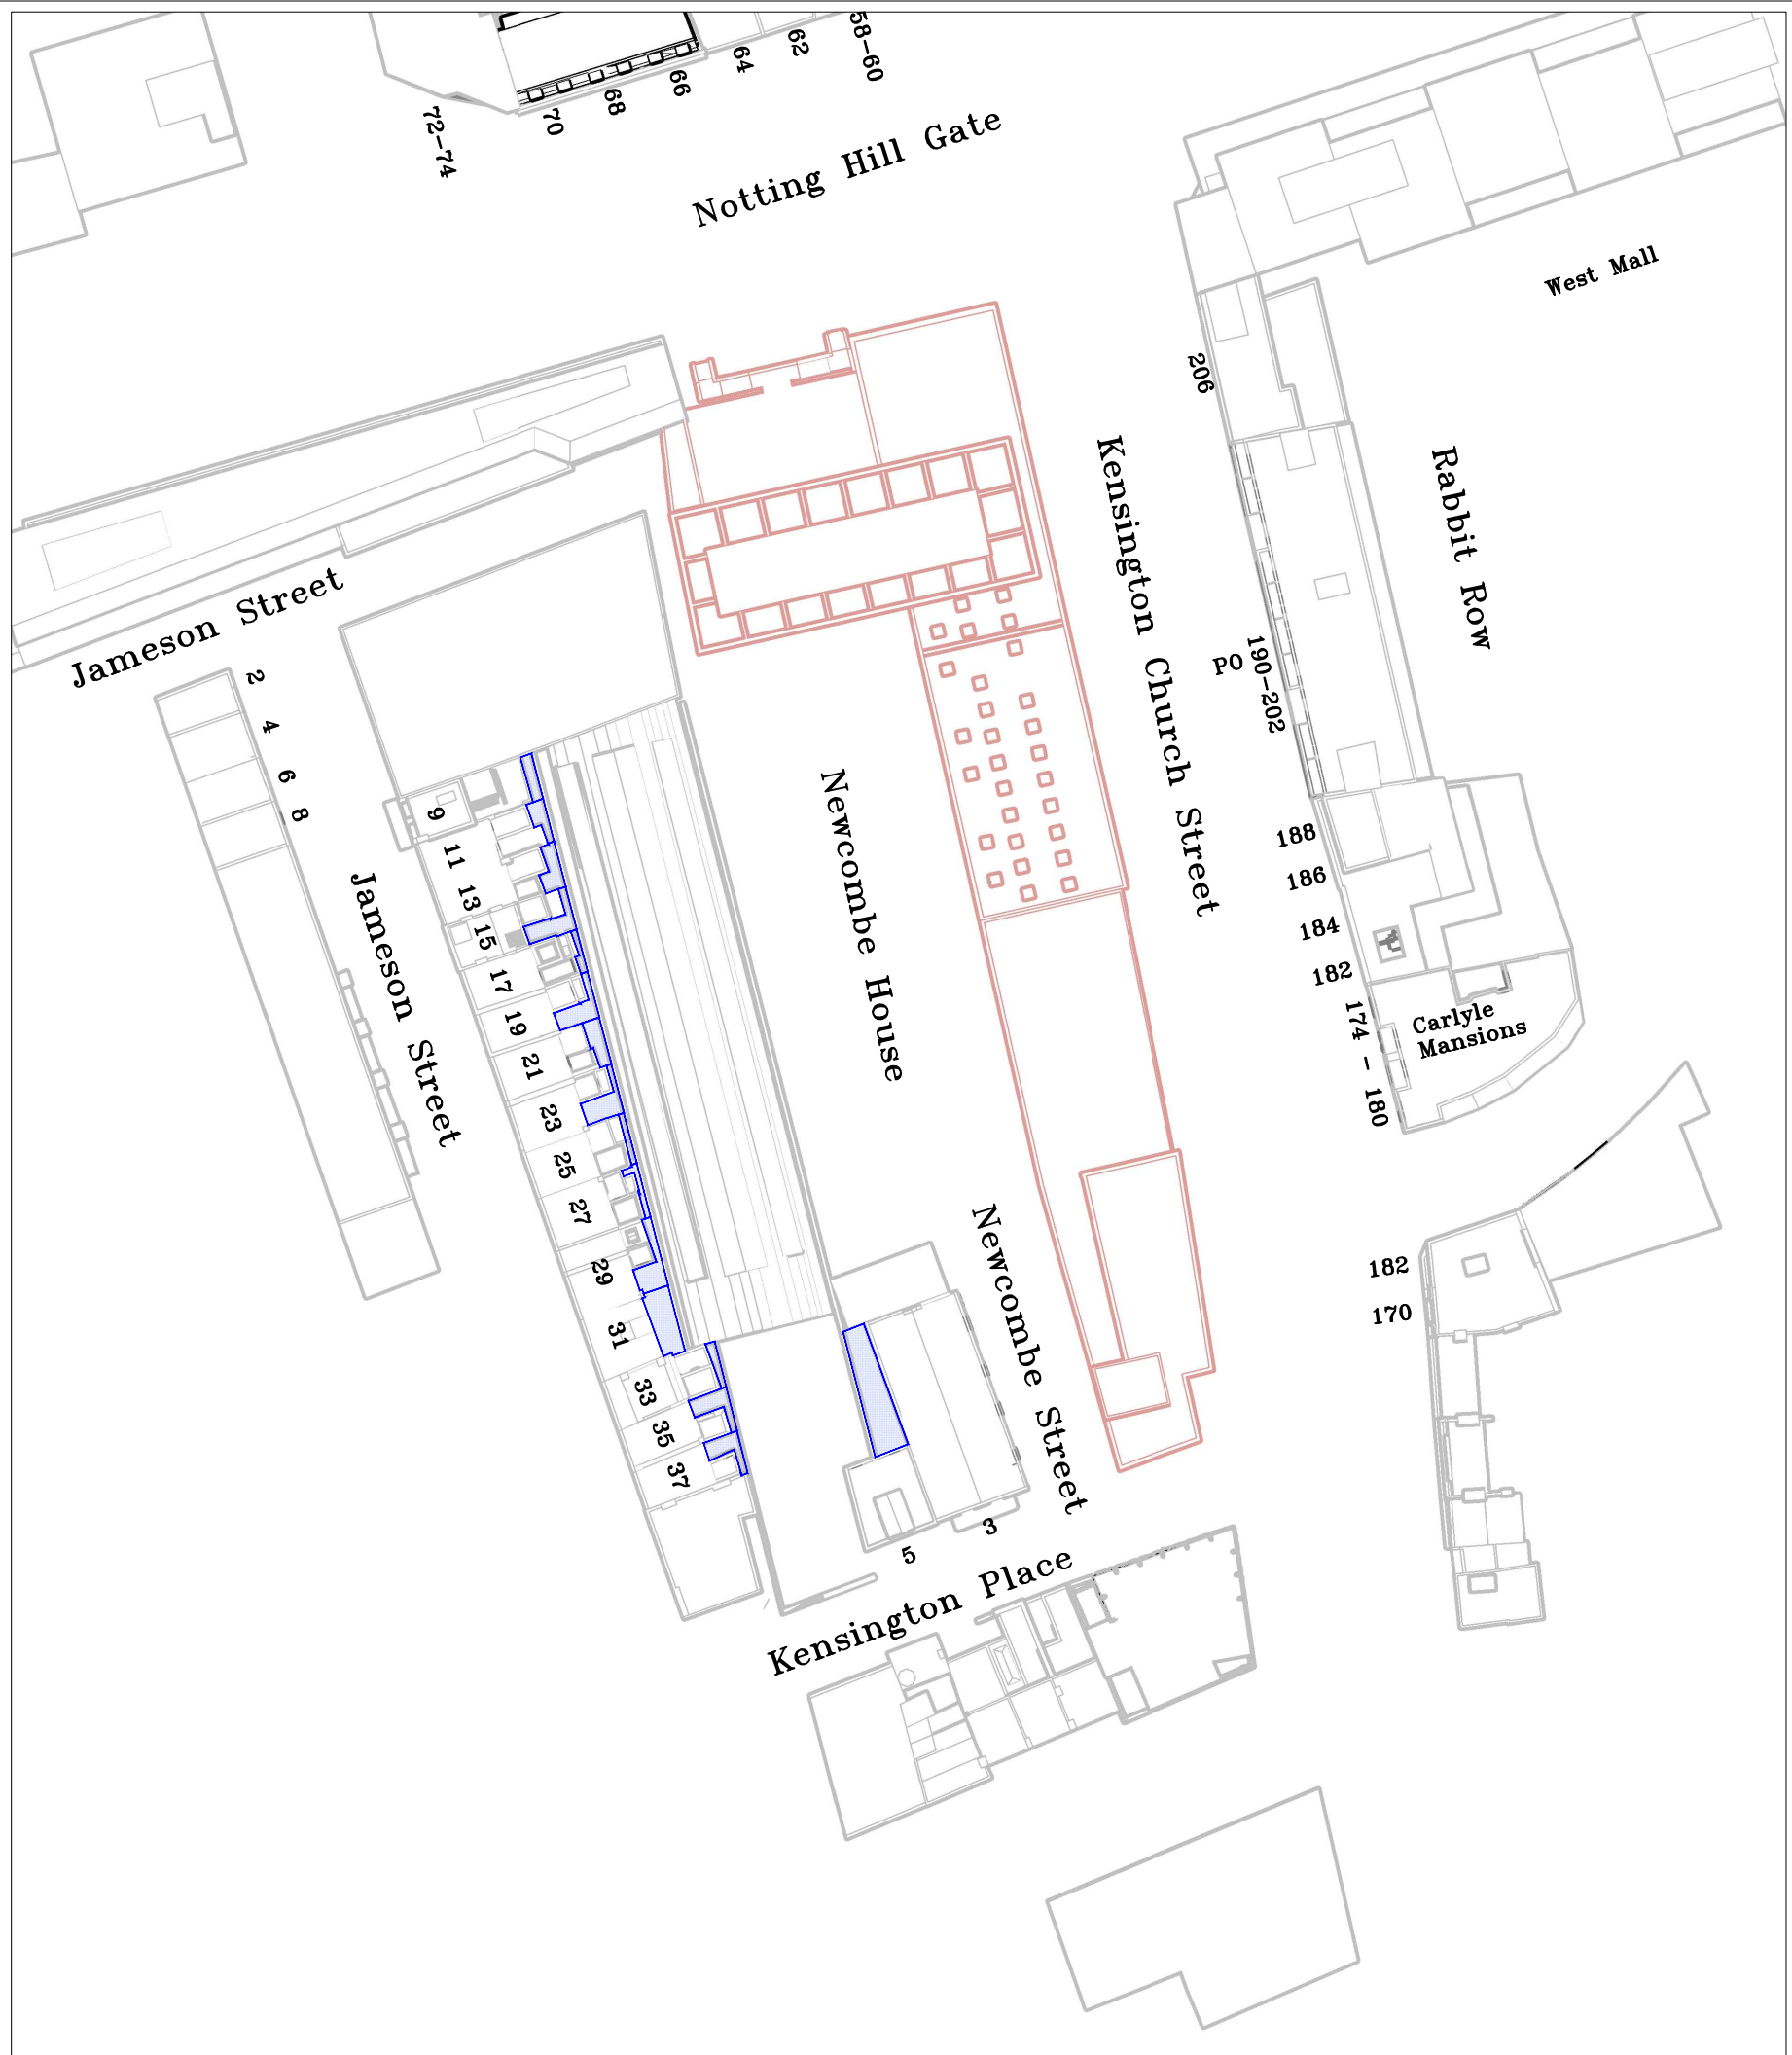 58-60
62
64
66
68
70
72-74
Notting Hill Gate
West Mall
206
Rabbit Row
Kensington Church Street
PO
190-202
Jameson Street
2
4
6
8
9
11
13
15
17
19
21
23
25
27
29
31
33
35
37
Jameson Street
Newcombe House
188
186
184
182
174 - 180
Carlyle
Mansions
182
170
Newcombe Street
3
5
Kensington Place